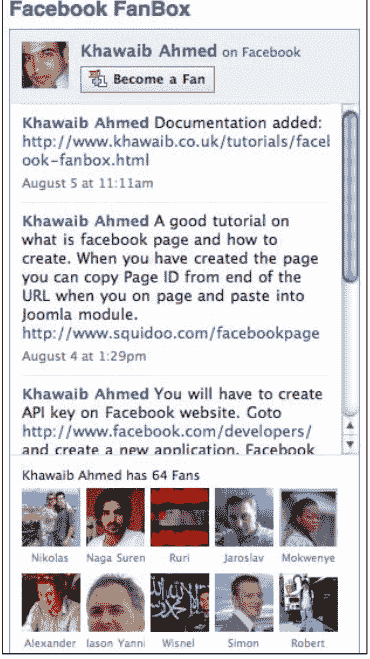 Facebook FanBox
Khawaib Ahmed on Facebook
Become a Fan
Khawaib Ahmed Documentation added:
http://www.khawaib.co.uk/tutorials/facel
ook-fanbox.html
August 5 at 11:11am
Khawaib Ahmed A good tutorial on
what is facebook page and how to
create. When you have created the page
you can copy Page ID from end of the
URL when you on page and paste into
Joomla module.
http://www.squidoo.com/facebookpage
August 4 at 1:29pm
Khawaib Ahmed You will have to create
API key on Facebook website. Goto
http://www.facebook.com/developers/
and create a new application. Facebook
Khawaib Ahmed has 64 Fans
Nikolas Naga Suren Ruri Jaroslav Mokwenye
Alexander Iason Yanni Wisnel Simon Robert